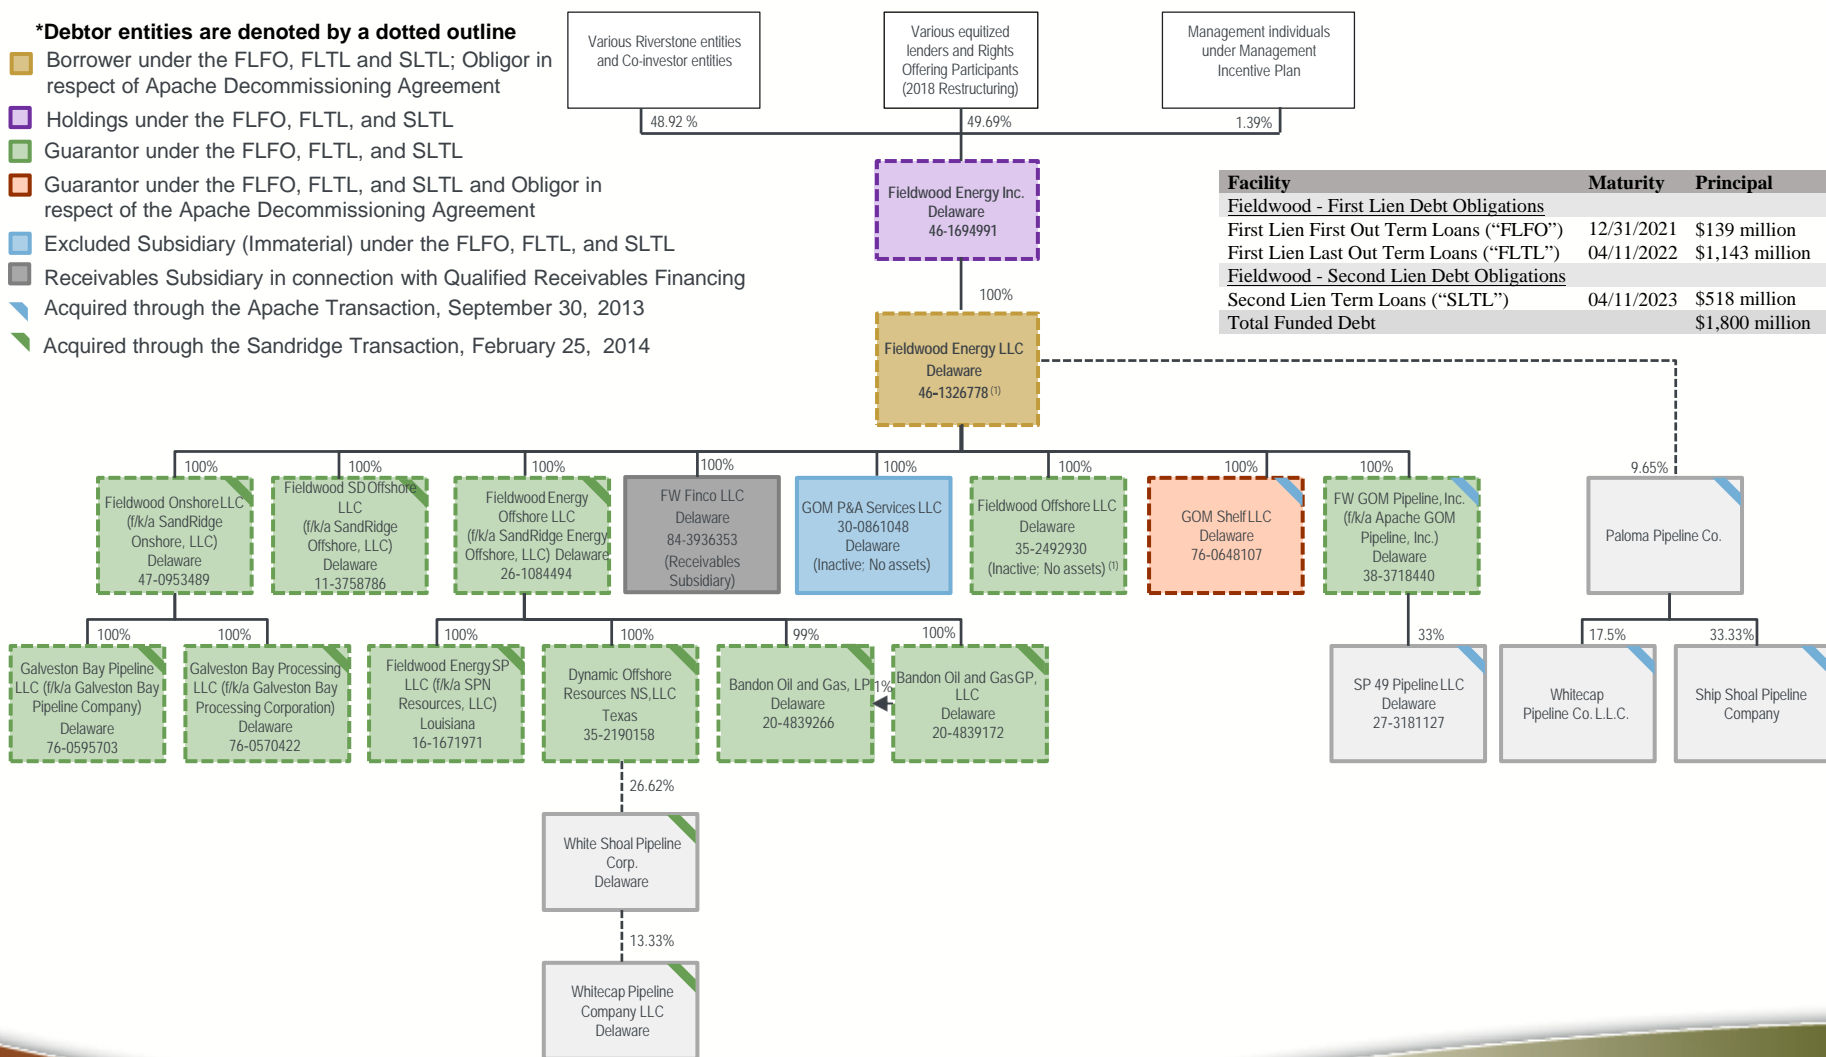 *Debtor entities are denoted by a dotted outline
Borrower under the FLFO, FLTL and SLTL; Obligor in
respect of Apache Decommissioning Agreement
Holdings under the FLFO, FLTL, and SLTL
Guarantor under the FLFO, FLTL, and SLTL
Guarantor under the FLFO, FLTL, and SLTL and Obligor in
respect of the Apache Decommissioning Agreement
Excluded Subsidiary (Immaterial) under the FLFO, FLTL, and SLTL
Receivables Subsidiary in connection with Qualified Receivables Financing
Acquired through the Apache Transaction, September 30, 2013
Acquired through the Sandridge Transaction, February 25, 2014
Various Riverstone entities
and Co-investor entities
Various equitized
lenders and Rights
Offering Participants
(2018 Restructuring)
Management individuals
under Management
Incentive Plan
48.92 %
49.69%
1.39%
Fieldwood Energy Inc.
Delaware
46-1694991
100%
Fieldwood Energy LLC
Delaware
46-1326778 (1)
Facility Maturity Principal
Fieldwood - First Lien Debt Obligations
First Lien First Out Term Loans (“FLFO”) 12/31/2021 $139 million
First Lien Last Out Term Loans (“FLTL”) 04/11/2022 $1,143 million
Fieldwood - Second Lien Debt Obligations
Second Lien Term Loans (“SLTL”) 04/11/2023 $518 million
Total Funded Debt $1,800 million
100%
100%
100%
100%
100%
100%
100%
100%
9.65%
Fieldwood Onshore LLC
(f/k/a SandRidge
Onshore, LLC)
Delaware
47-0953489
Fieldwood SD Offshore
LLC
(f/k/a SandRidge
Offshore, LLC)
Delaware
11-3758786
Fieldwood Energy
Offshore LLC
(f/k/a SandRidge Energy
Offshore, LLC) Delaware
26-1084494
FW Finco LLC
Delaware
84-3936353
(Receivables
Subsidiary)
GOM P&A Services LLC
30-0861048
Delaware
(Inactive; No assets)
Fieldwood Offshore LLC
Delaware
35-2492930
(Inactive; No assets) (1)
GOM Shelf LLC
Delaware
76-0648107
FW GOM Pipeline, Inc.
(f/k/a Apache GOM
Pipeline, Inc.)
Delaware
38-3718440
Paloma Pipeline Co.
100%
100%
100%
100%
99%
100%
33%
17.5%
33.33%
Galveston Bay Pipeline
LLC (f/k/a Galveston Bay
Pipeline Company)
Delaware
76-0595703
Galveston Bay Processing
LLC (f/k/a Galveston Bay
Processing Corporation)
Delaware
76-0570422
Fieldwood Energy SP
LLC (f/k/a SPN
Resources, LLC)
Louisiana
16-1671971
Dynamic Offshore
Resources NS, LLC
Texas
35-2190158
Bandon Oil and Gas, LP
Delaware
20-4839266
1%
Bandon Oil and Gas GP,
LLC
Delaware
20-4839172
SP 49 Pipeline LLC
Delaware
27-3181127
Whitecap
Pipeline Co. L.L.C.
Ship Shoal Pipeline
Company
26.62%
White Shoal Pipeline
Corp.
Delaware
13.33%
Whitecap Pipeline
Company LLC
Delaware